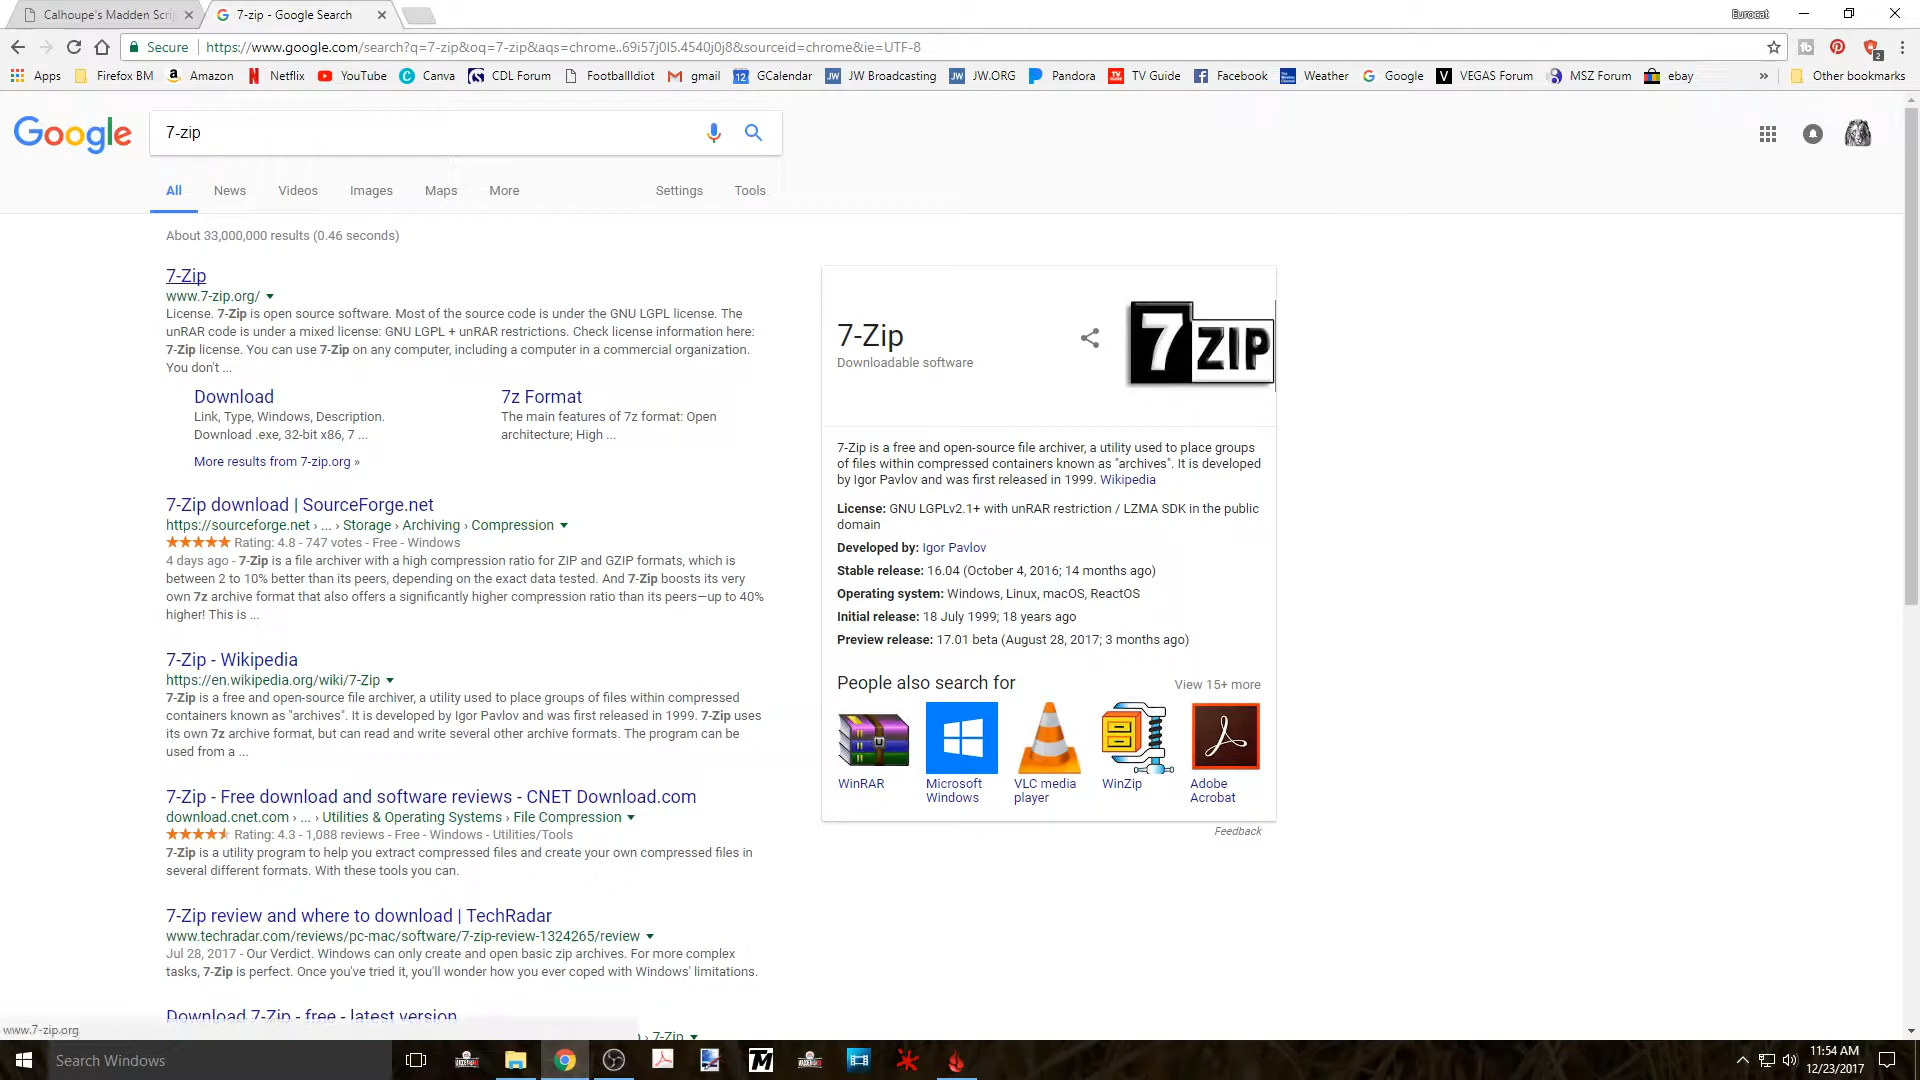 Calhoupe's Madden Scri
7-zip - Google Search
Eurocat
Secure
https://www.google.com/search?q=7-zip&oq=7-zip&aqs=chrome..69i57j0l5.4540j0j8&sourceid=chrome&ie=UTF-8
2
Apps Firefox BM Amazon Netflix YouTube Canva CDL Forum FootballIdiot gmail GCalendar JW Broadcasting JW.ORG Pandora TV Guide Facebook Weather Google VEGAS Forum MSZ Forum ebay » Other bookmarks
Google
7-zip
All News Videos Images Maps More Settings Tools
About 33,000,000 results (0.46 seconds)
7-Zip
www.7-zip.org/
License. 7-Zip is open source software. Most of the source code is under the GNU LGPL license. The
unRAR code is under a mixed license: GNU LGPL + unRAR restrictions. Check license information here:
7-Zip license. You can use 7-Zip on any computer, including a computer in a commercial organization.
You don't ...
Download
Link, Type, Windows, Description.
Download .exe, 32-bit x86, 7 ...
7z Format
The main features of 7z format: Open
architecture; High ...
More results from 7-zip.org »
7-Zip download | SourceForge.net
https://sourceforge.net › ... › Storage › Archiving › Compression
Rating: 4.8 - 747 votes - Free - Windows
4 days ago - 7-Zip is a file archiver with a high compression ratio for ZIP and GZIP formats, which is
between 2 to 10% better than its peers, depending on the exact data tested. And 7-Zip boosts its very
own 7z archive format that also offers a significantly higher compression ratio than its peers—up to 40%
higher! This is ...
7-Zip - Wikipedia
https://en.wikipedia.org/wiki/7-Zip
7-Zip is a free and open-source file archiver, a utility used to place groups of files within compressed
containers known as "archives". It is developed by Igor Pavlov and was first released in 1999. 7-Zip uses
its own 7z archive format, but can read and write several other archive formats. The program can be
used from a ...
7-Zip - Free download and software reviews - CNET Download.com
download.cnet.com › ... › Utilities & Operating Systems › File Compression
Rating: 4.3 - 1,088 reviews - Free - Windows - Utilities/Tools
7-Zip is a utility program to help you extract compressed files and create your own compressed files in
several different formats. With these tools you can.
7-Zip review and where to download | TechRadar
www.techradar.com/reviews/pc-mac/software/7-zip-review-1324265/review
Jul 28, 2017 - Our Verdict. Windows can only create and open basic zip archives. For more complex
tasks, 7-Zip is perfect. Once you've tried it, you'll wonder how you ever coped with Windows' limitations.
Download 7-Zip - free - latest version
› 7-Zip
7-Zip
Downloadable software
7 ZIP
7-Zip is a free and open-source file archiver, a utility used to place groups
of files within compressed containers known as "archives". It is developed
by Igor Pavlov and was first released in 1999. Wikipedia
License: GNU LGPLv2.1+ with unRAR restriction / LZMA SDK in the public
domain
Developed by: Igor Pavlov
Stable release: 16.04 (October 4, 2016; 14 months ago)
Operating system: Windows, Linux, macOS, ReactOS
Initial release: 18 July 1999; 18 years ago
Preview release: 17.01 beta (August 28, 2017; 3 months ago)
People also search for
View 15+ more
WinRAR
Microsoft
Windows
VLC media
player
WinZip
Adobe
Acrobat
Feedback
www.7-zip.org
Search Windows
11:54 AM
12/23/2017